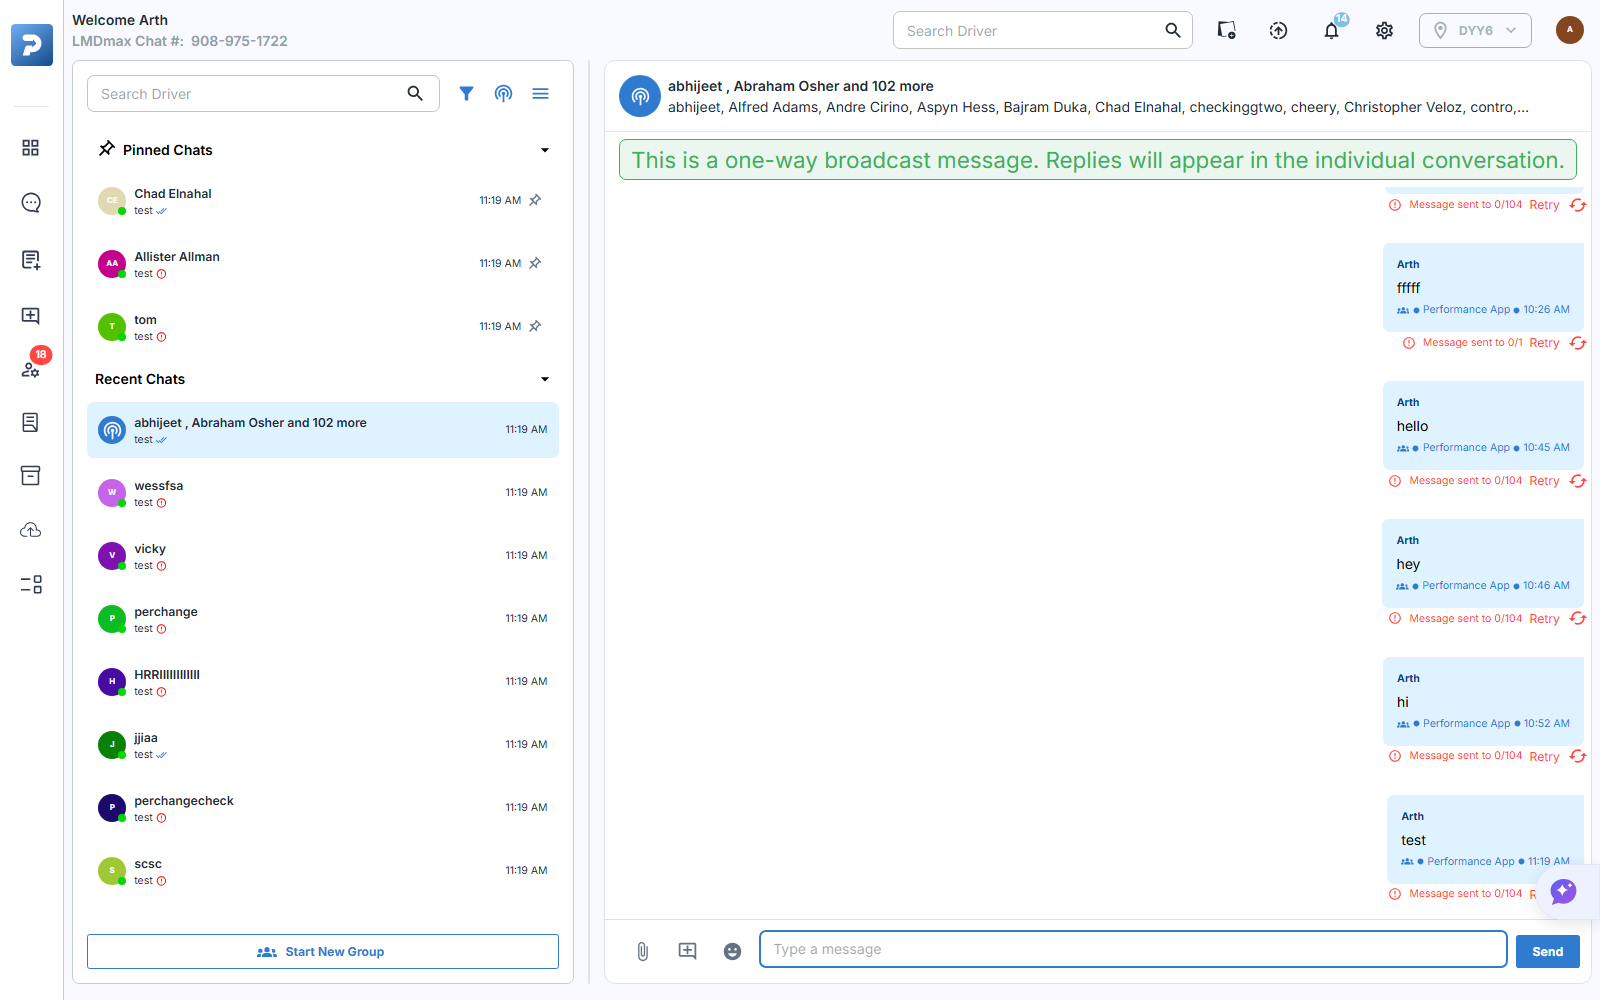 Welcome Arth
LMDmax Chat #: 908-975-1722
Search Driver
14
DYY6
A
18
Search Driver
Pinned Chats
CE
Chad Elnahal
test
11:19 AM
AA
Allister Allman
test
11:19 AM
T
tom
test
11:19 AM
Recent Chats
abhijeet , Abraham Osher and 102 more
test
11:19 AM
W
wessfsa
test
11:19 AM
V
vicky
test
11:19 AM
P
perchange
test
11:19 AM
H
test
11:19 AM
J
jjiaa
test
11:19 AM
P
perchangecheck
test
11:19 AM
S
scsc
test
11:19 AM
Start New Group
abhijeet , Abraham Osher and 102 more
abhijeet, Alfred Adams, Andre Cirino, Aspyn Hess, Bajram Duka, Chad Elnahal, checkinggtwo, cheery, Christopher Veloz, contro,...
This is a one-way broadcast message. Replies will appear in the individual conversation.
Message sent to 0/104 Retry
Arth
fffff
Performance App ● 10:26 AM
Message sent to 0/1 Retry
Arth
hello
Performance App ● 10:45 AM
Message sent to 0/104 Retry
Arth
hey
Performance App ● 10:46 AM
Message sent to 0/104 Retry
Arth
hi
Performance App ● 10:52 AM
Message sent to 0/104 Retry
Arth
test
Performance App ● 11:19 AM
Message sent to 0/104
Type a message
Send